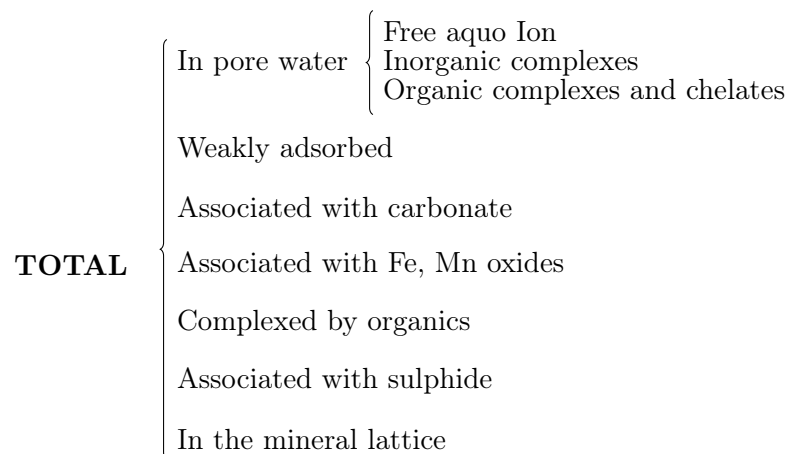 In pore water
Free aquo Ion
Inorganic complexes
Organic complexes and chelates
Weakly adsorbed
Associated with carbonate
TOTAL
Associated with Fe, Mn oxides
Complexed by organics
Associated with sulphide
In the mineral lattice